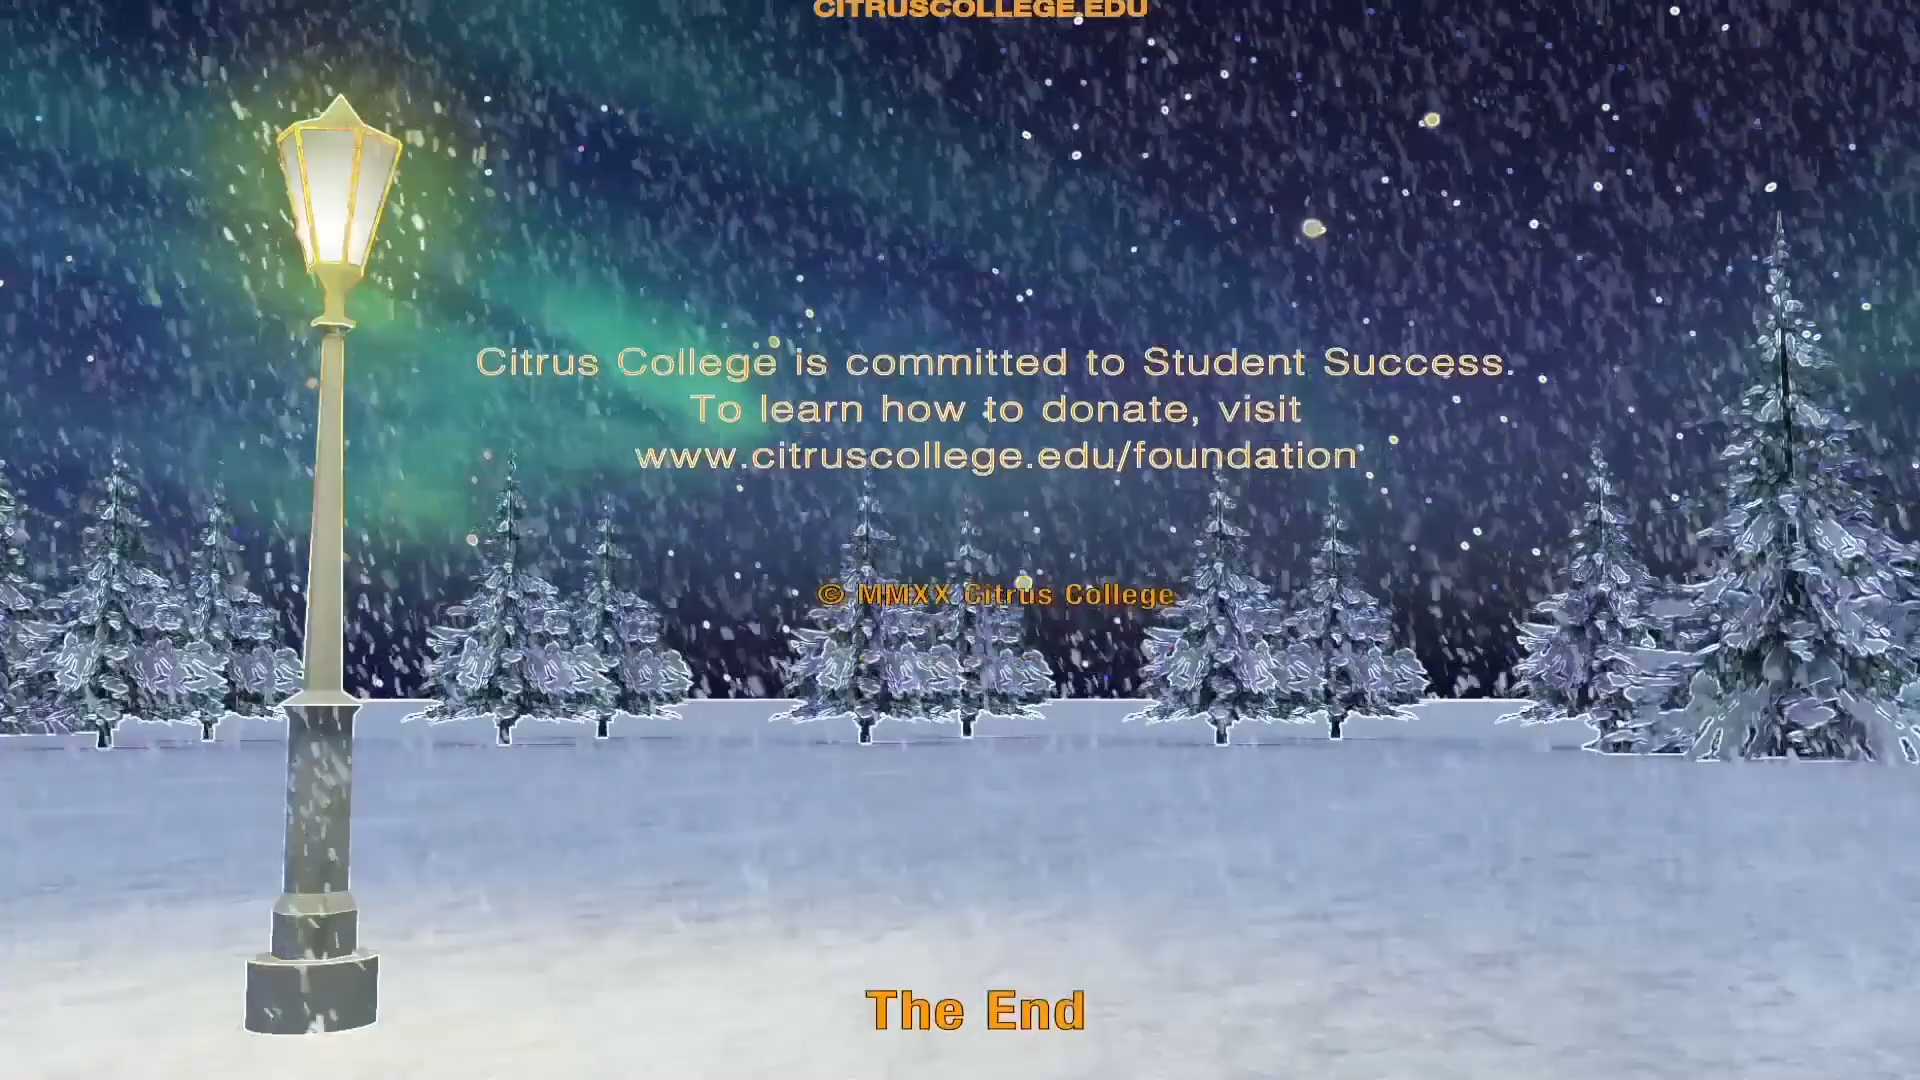 CITRUSCOLLEGE.EDU
Citrus College is committed to Student Success.
To learn how to donate, visit
www.citruscollege.edu/foundation
© MMXX Citrus College
The End